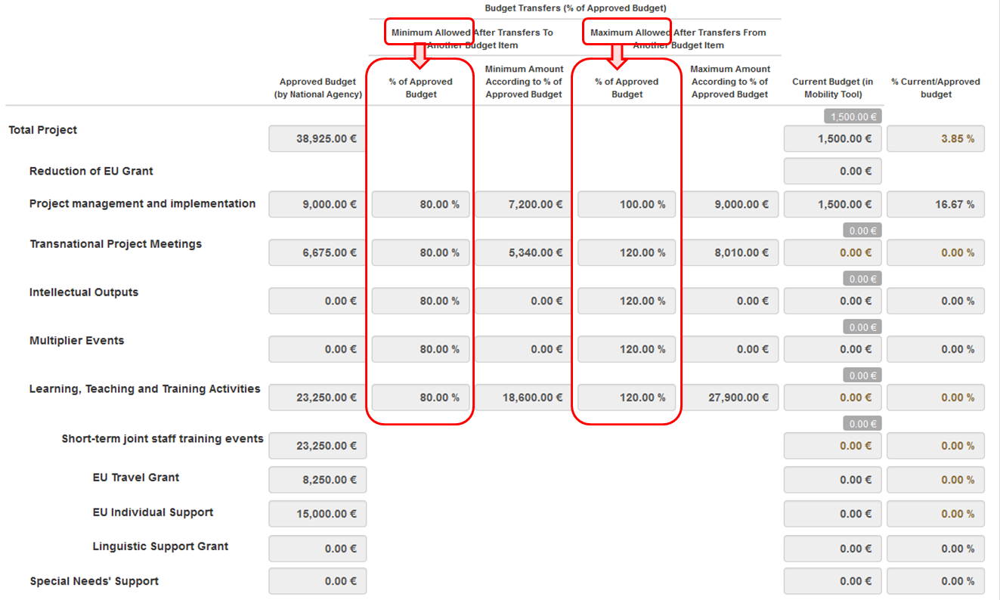 Budget Transfers (% of Approved Budget)
Minimum Allowed After Transfers To
Another Budget Item
Maximum Allowed After Transfers From
Another Budget Item
Approved Budget
(by National Agency)
% of Approved
Budget
Minimum Amount
According to % of
Approved Budget
% of Approved
Budget
Maximum Amount
According to % of
Approved Budget
Current Budget (in
Mobility Tool)
% Current/Approved
budget
1,500.00 €
Total Project 38,925.00 € 1,500.00 € 3.85 %
Reduction of EU Grant 0.00 €
Project management and implementation 9,000.00 € 80.00 % 7,200.00 € 100.00 % 9,000.00 € 1,500.00 € 16.67 %
0.00 €
Transnational Project Meetings 6,675.00 € 80.00 % 5,340.00 € 120.00 % 8,010.00 € 0.00 € 0.00 %
0.00 €
Intellectual Outputs 0.00 € 80.00 % 0.00 € 120.00 % 0.00 € 0.00 € 0.00 %
0.00 €
Multiplier Events 0.00 € 80.00 % 0.00 € 120.00 % 0.00 € 0.00 € 0.00 %
0.00 €
Learning, Teaching and Training Activities 23,250.00 € 80.00 % 18,600.00 € 120.00 % 27,900.00 € 0.00 € 0.00 %
0.00 €
Short-term joint staff training events 23,250.00 € 0.00 € 0.00 %
EU Travel Grant 8,250.00 € 0.00 € 0.00 %
EU Individual Support 15,000.00 € 0.00 € 0.00 %
Linguistic Support Grant 0.00 € 0.00 € 0.00 %
Special Needs' Support 0.00 € 0.00 € 0.00 %